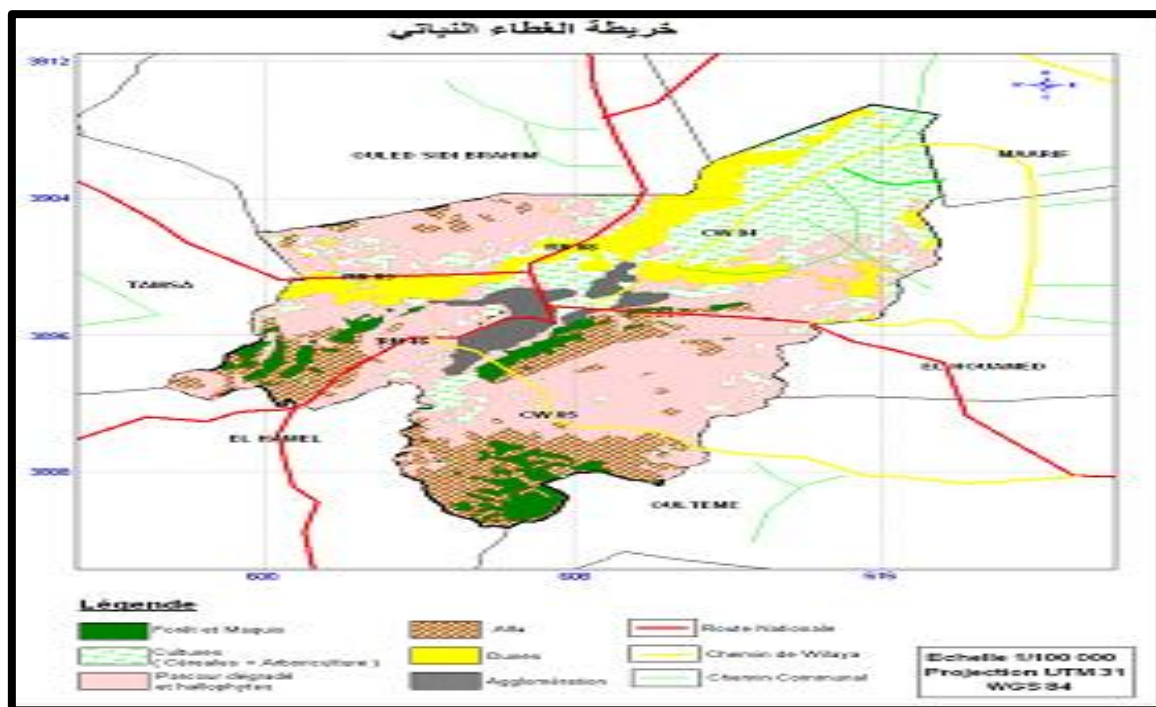 خريطة الغطاء النباتي
3912
OULED SIDI BRAHIM
MAARIF
3904
CW 04
TAMSA
3896
EL HOUAMED
CW 05
EL HAMEL
3888
OULTEME
600
608
616
Légende
Forêt et Maquis
Alfa
Route Nationale
Cultures
( Céréales + Arboriculture )
Dunes
Chemin de Wilaya
Parcour dégradé
et hallophytes
Agglomération
Chemin Communal
Echelle 1/100 000
Projection UTM 31
WGS 84